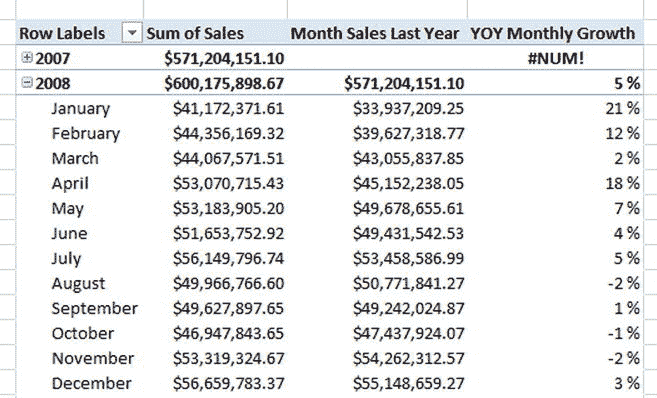 Row Labels Sum of Sales Month Sales Last Year YOY Monthly Growth
2007 $571,204,151.10 #NUM!
2008 $600,175,898.67 $571,204,151.10 5 %
January $41,172,371.61 $33,937,209.25 21 %
February $44,356,169.32 $39,627,318.77 12 %
March $44,067,571.51 $43,055,837.85 2 %
April $53,070,715.43 $45,152,238.05 18 %
May $53,183,905.20 $49,678,655.61 7 %
June $51,653,752.92 $49,431,542.53 4 %
July $56,149,796.74 $53,458,586.99 5 %
August $49,966,766.60 $50,771,841.27 -2 %
September $49,627,897.65 $49,242,024.87 1 %
October $46,947,843.65 $47,437,924.07 -1 %
November $53,319,324.67 $54,262,312.57 -2 %
December $56,659,783.37 $55,148,659.27 3 %